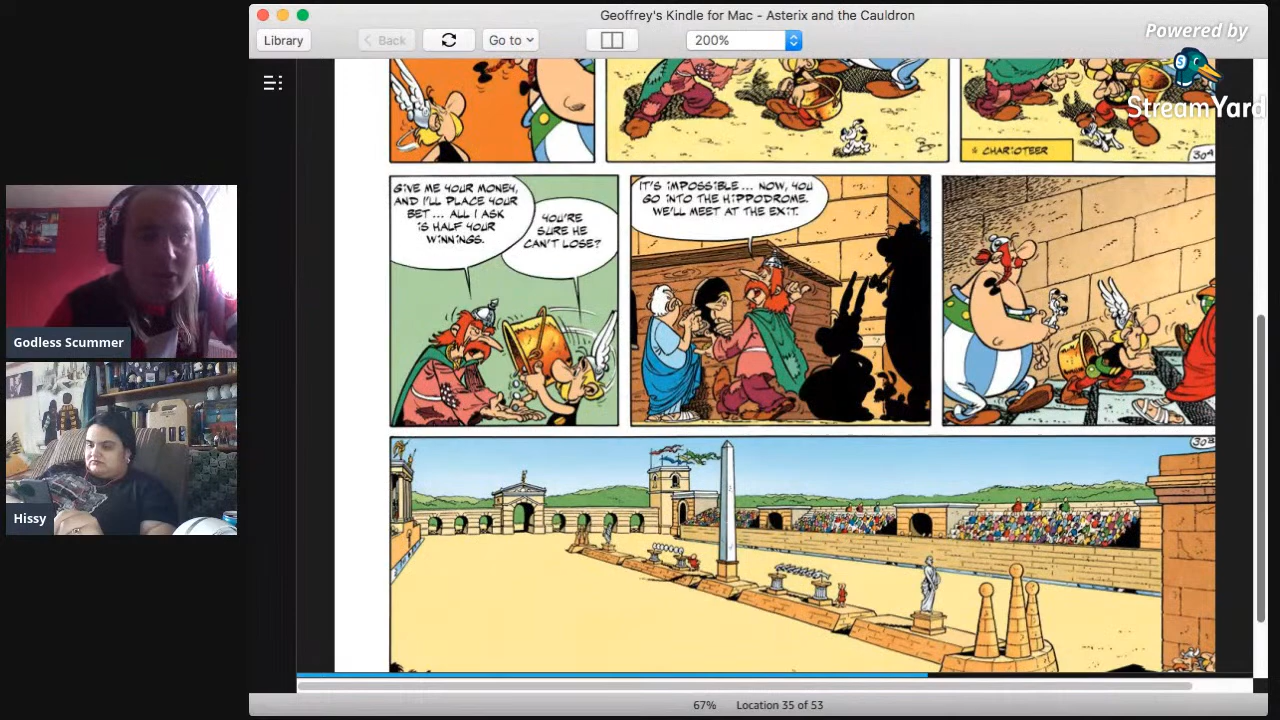 Geoffrey's Kindle for Mac - Asterix and the Cauldron
Powered by
StreamYard
Library
Back
Go to
200%
* CHARIOTEER
30A
GIVE ME YOUR MONEY,
AND I'LL PLACE YOUR
BET ... ALL I ASK
IS HALF YOUR
WINNINGS.
YOU'RE
SURE HE
CAN'T LOSE?
IT'S IMPOSSIBLE ... NOW, YOU
GO INTO THE HIPPODROME.
WE'LL MEET AT THE EXIT.
30B
Godless Scummer
Hissy
67% Location 35 of 53